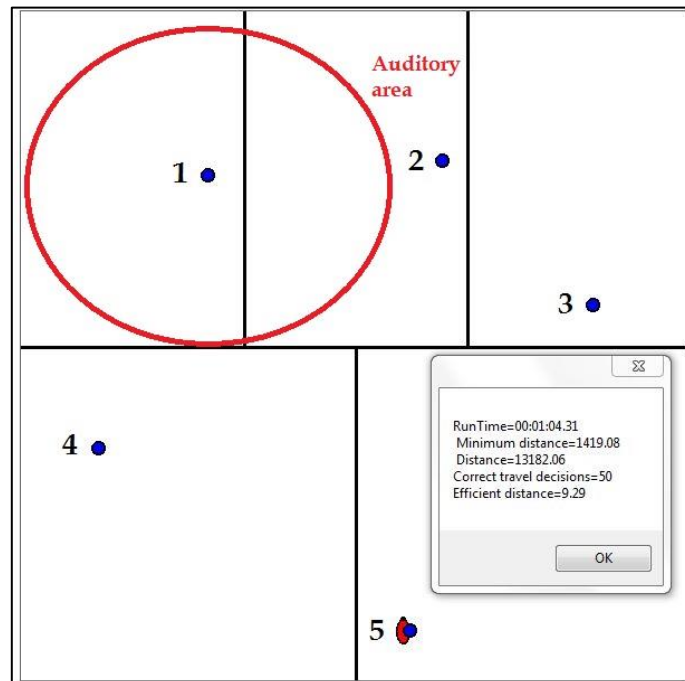 Auditory
area
1
2
3
4
RunTime=00:01:04.31
Minimum distance=1419.08
Distance=13182.06
Correct travel decisions=50
Efficient distance=9.29
OK
5